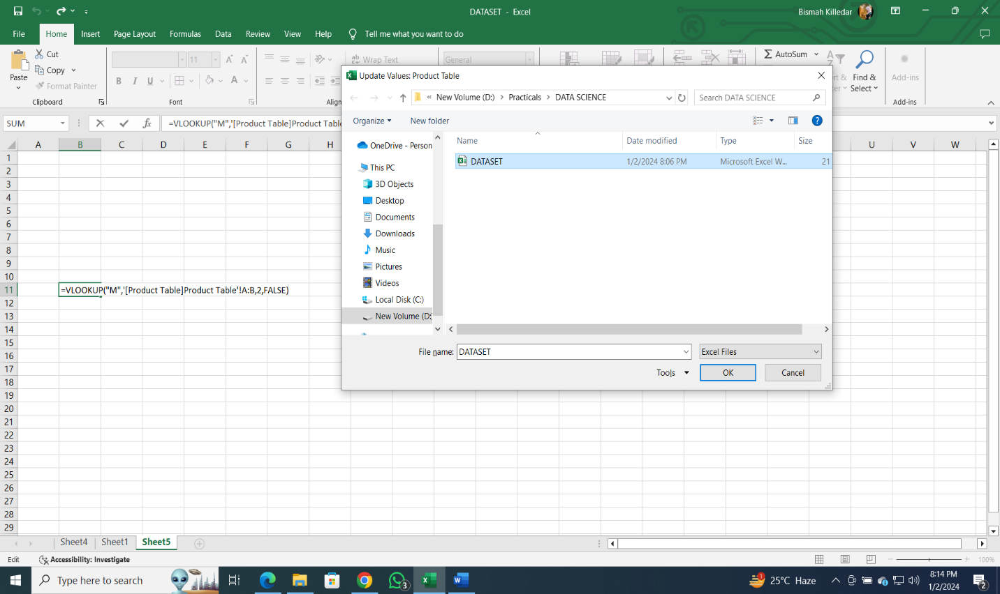 DATASET - Excel
Bismah Killedar
File Home Insert Page Layout Formulas Data Review View Help Tell me what you want to do
Paste
Cut
Copy
Format Painter
Clipboard
11
B I U
A
Font
Wrap Text
Align
General
AutoSum
Find &
Select
Add-ins
Add-ins
SUM
fx
=VLOOKUP("M",'[Product Table]Product Table
Update Values: Product Table
« New Volume (D:) > Practicals > DATA SCIENCE
Search DATA SCIENCE
Organize
New folder
Name Date modified Type Size
DATASET 1/2/2024 8:06 PM Microsoft Excel W... 21
OneDrive - Person
This PC
3D Objects
Desktop
Documents
Downloads
Music
Pictures
Videos
Local Disk (C:)
New Volume (D:
File name: DATASET
Excel Files
Tools
OK
Cancel
A B C D E F G H U V W
1
2
3
4
5
6
7
8
9
10
11 =VLOOKUP("M",'[Product Table]Product Table'!A:B,2,FALSE)
12
13
14
15
16
17
18
19
20
21
22
23
24
25
26
27
28
29
Sheet4 Sheet1 Sheet5
Edit
Accessibility: Investigate
100%
Type here to search
3
1
25°C Haze
8:14 PM
1/2/2024
2